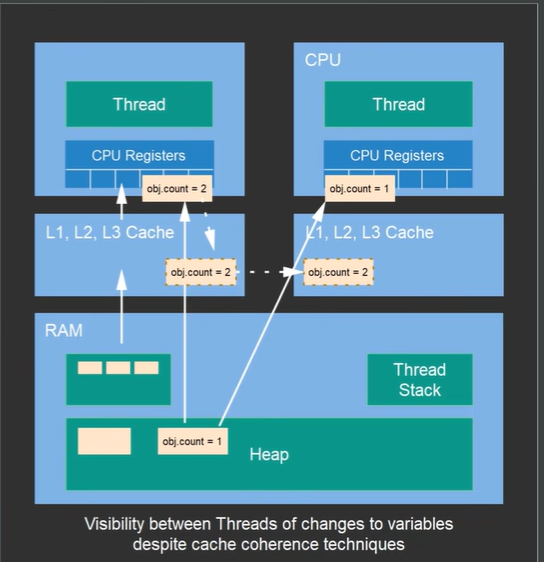 CPU
Thread
Thread
CPU Registers
CPU Registers
obj.count = 2
obj.count = 1
L1, L2, L3 Cache
L1, L2, L3 Cache
obj.count = 2
obj.count = 2
RAM
Thread
Stack
obj.count = 1
Heap
Visibility between Threads of changes to variables
despite cache coherence techniques